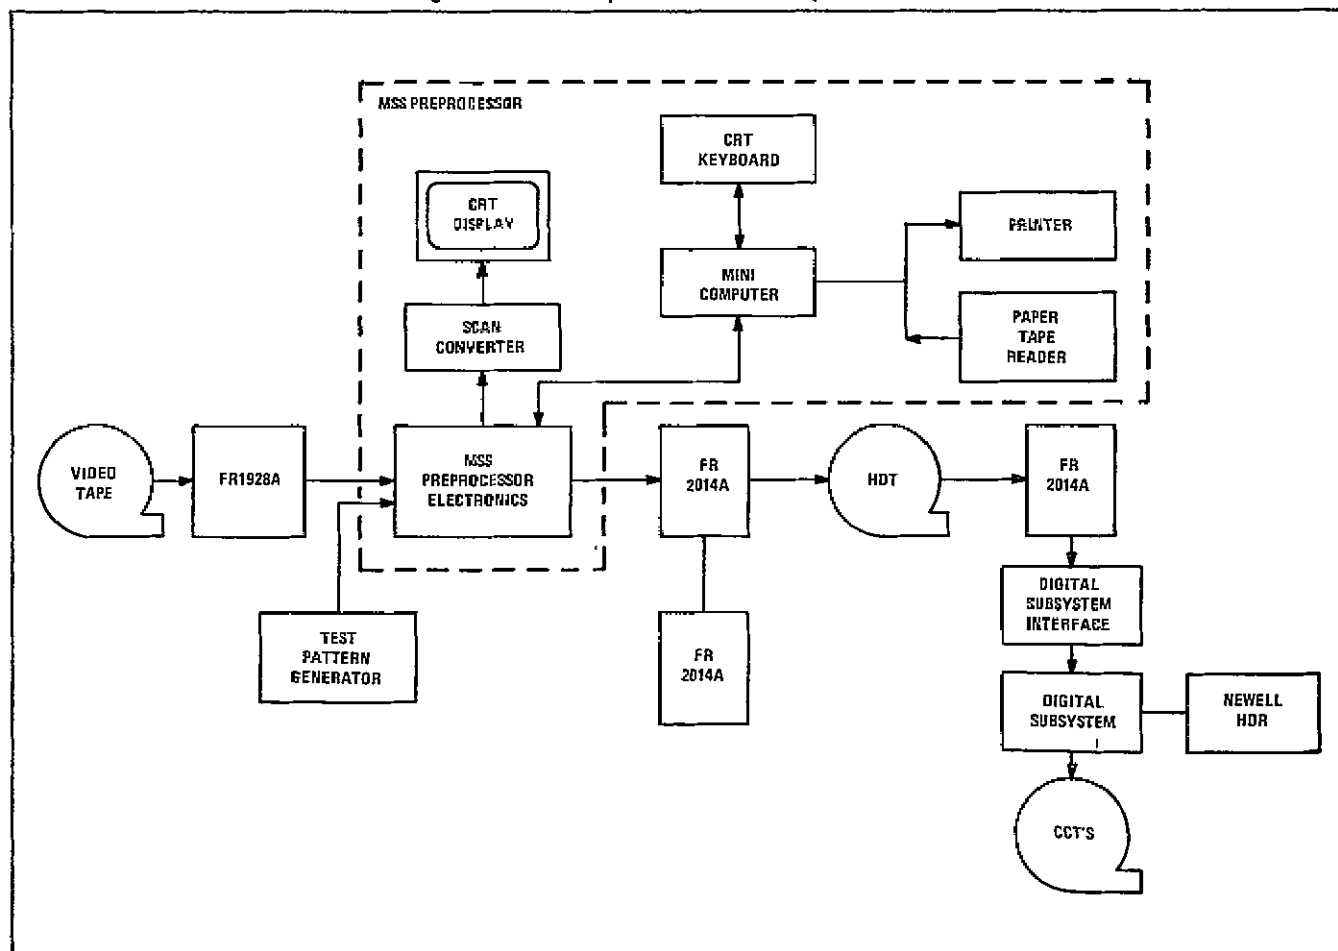 MSS PREPROCESSOR
CRT
KEYBOARD
CRT
DISPLAY
PRINTER
MINI
COMPUTER
SCAN
CONVERTER
PAPER
TAPE
READER
VIDEO
TAPE
FR1928A
MSS
PREPROCESSOR
ELECTRONICS
FR
2014A
HDT
FR
2014A
DIGITAL
SUBSYSTEM
INTERFACE
TEST
PATTERN
GENERATOR
FR
2014A
DIGITAL
SUBSYSTEM
NEWELL
HDR
CCT'S